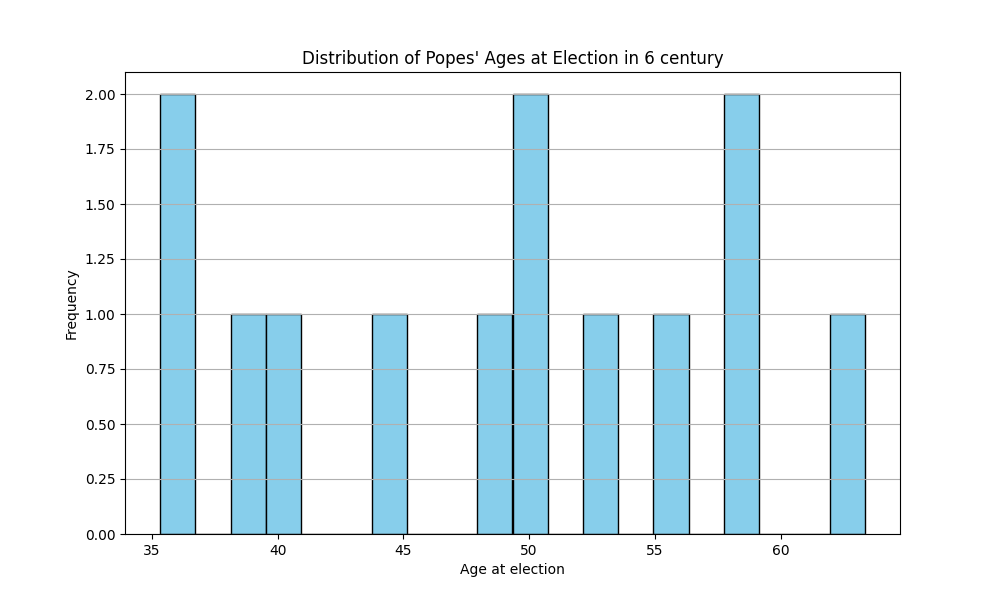 Distribution of Popes' Ages at Election in 6 century
2.00
1.75
1.50
1.25
1.00
0.75
0.50
0.25
0.00
Frequency
35 40 45 50 55 60
Age at election